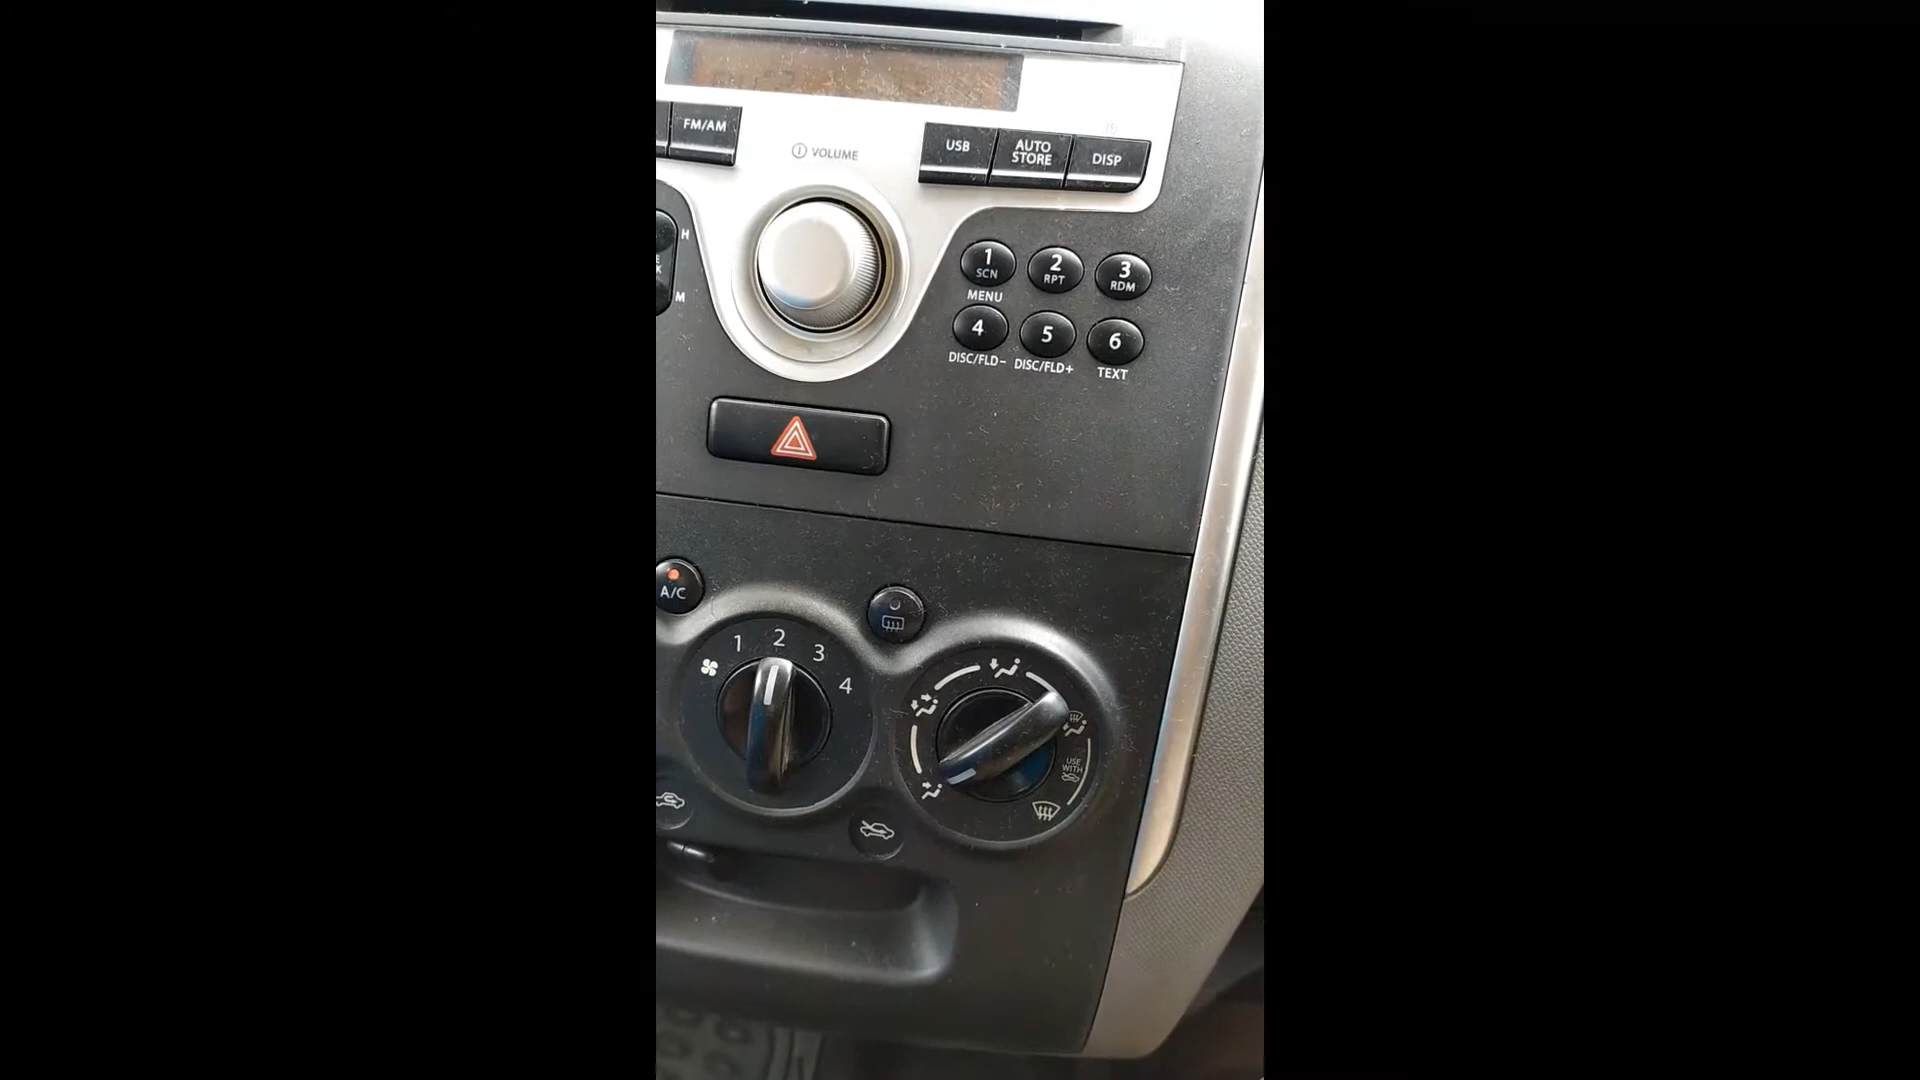 FM/AM
VOLUME
USB
AUTO
STORE
DISP
H
M
1
SCN
2
RPT
3
RDM
MENU
4
5
6
DISC/FLD-
DISC/FLD+
TEXT
A/C
1
2
3
4
USE
WITH